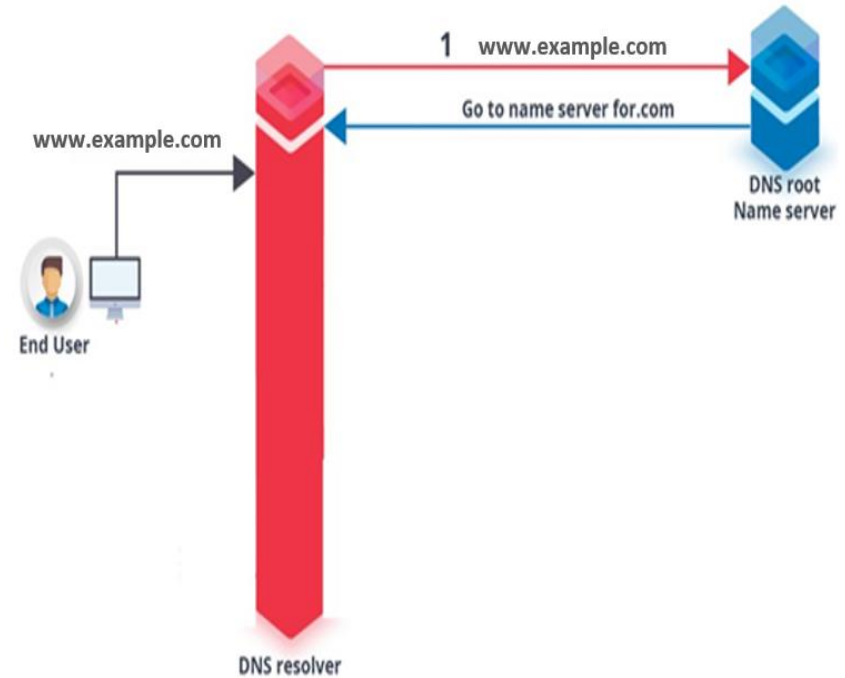 1 www.example.com
Go to name server for.com
www.example.com
DNS root
Name server
End User
DNS resolver